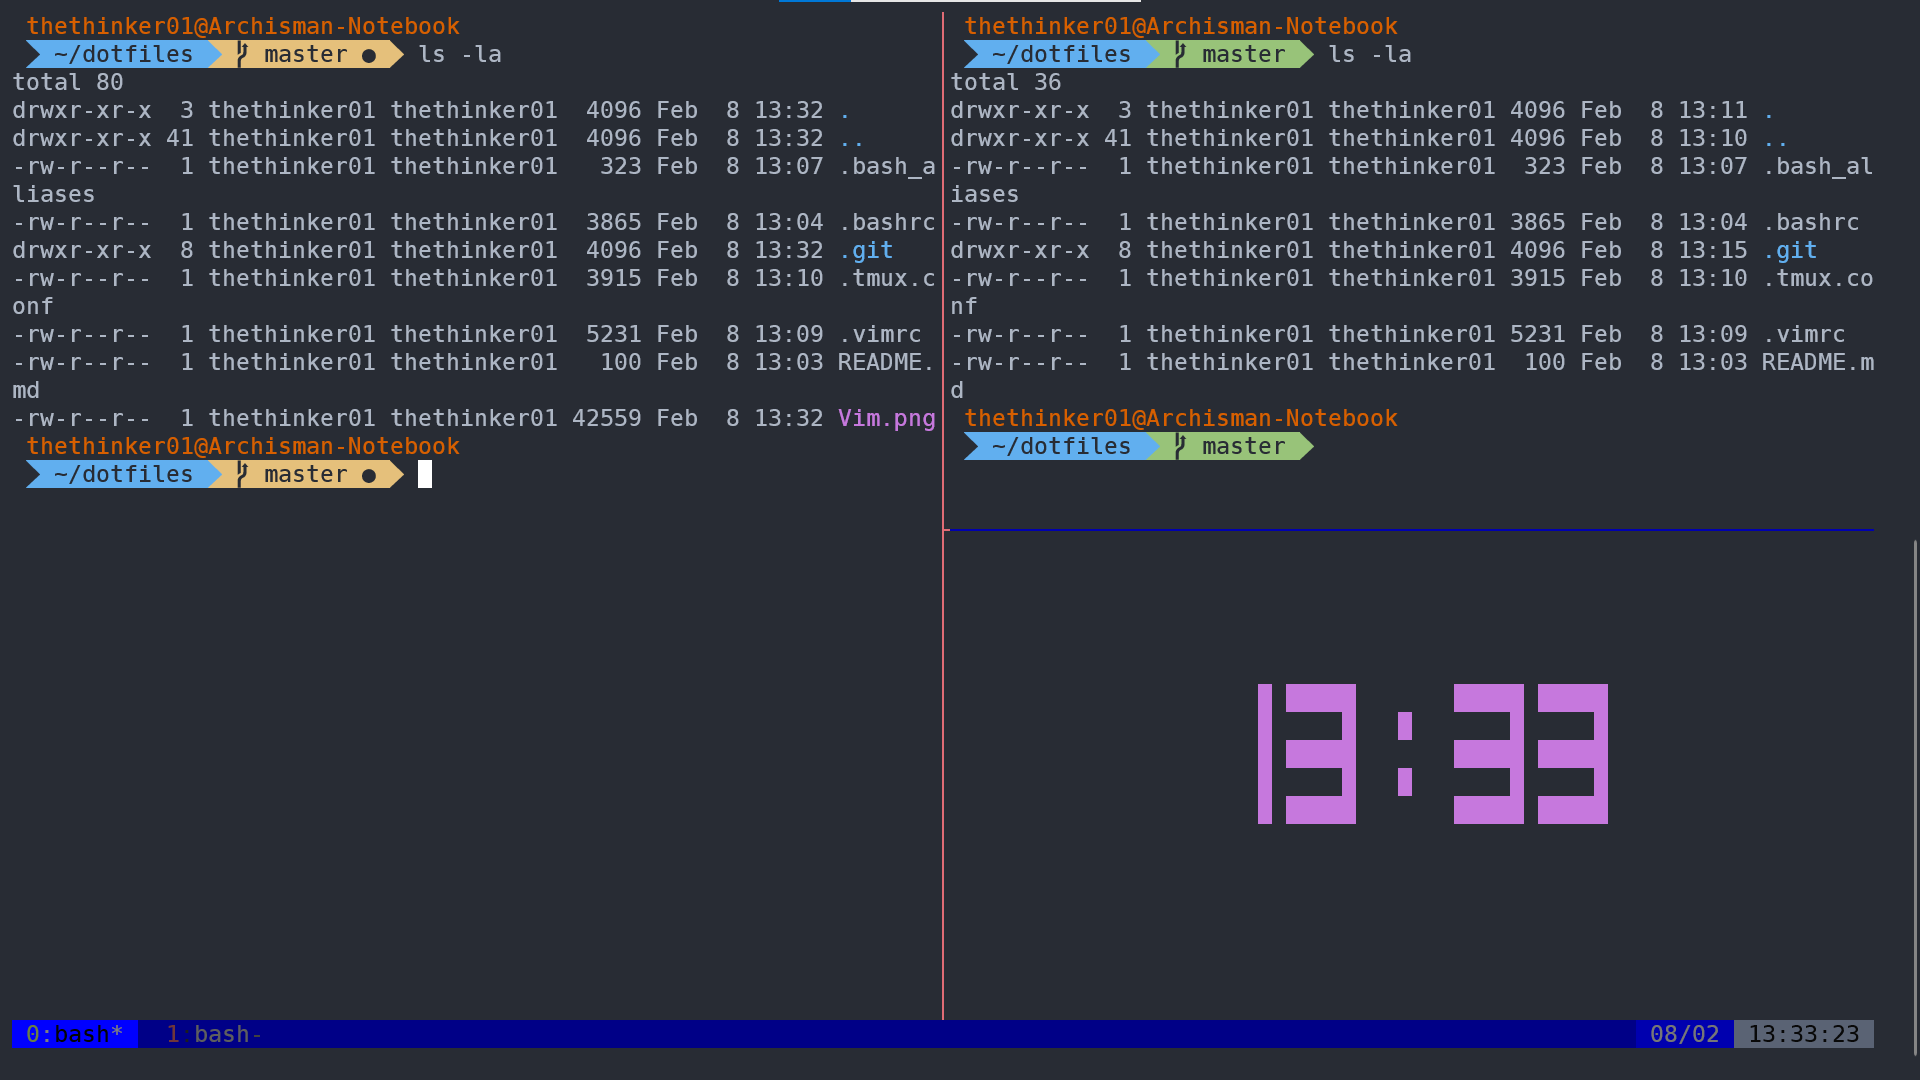 thethinker01@Archisman-Notebook
~/dotfiles master ● ls -la
total 80
drwxr-xr-x  3 thethinker01 thethinker01  4096 Feb  8 13:32 .
drwxr-xr-x 41 thethinker01 thethinker01  4096 Feb  8 13:32 ..
-rw-r--r--  1 thethinker01 thethinker01   323 Feb  8 13:07 .bash_a
liases
-rw-r--r--  1 thethinker01 thethinker01  3865 Feb  8 13:04 .bashrc
drwxr-xr-x  8 thethinker01 thethinker01  4096 Feb  8 13:32 .git
-rw-r--r--  1 thethinker01 thethinker01  3915 Feb  8 13:10 .tmux.c
onf
-rw-r--r--  1 thethinker01 thethinker01  5231 Feb  8 13:09 .vimrc
-rw-r--r--  1 thethinker01 thethinker01   100 Feb  8 13:03 README.
md
-rw-r--r--  1 thethinker01 thethinker01 42559 Feb  8 13:32 Vim.png
thethinker01@Archisman-Notebook
~/dotfiles master ●
thethinker01@Archisman-Notebook
~/dotfiles master ls -la
total 36
drwxr-xr-x  3 thethinker01 thethinker01 4096 Feb  8 13:11 .
drwxr-xr-x 41 thethinker01 thethinker01 4096 Feb  8 13:10 ..
-rw-r--r--  1 thethinker01 thethinker01  323 Feb  8 13:07 .bash_al
iases
-rw-r--r--  1 thethinker01 thethinker01 3865 Feb  8 13:04 .bashrc
drwxr-xr-x  8 thethinker01 thethinker01 4096 Feb  8 13:15 .git
-rw-r--r--  1 thethinker01 thethinker01 3915 Feb  8 13:10 .tmux.co
nf
-rw-r--r--  1 thethinker01 thethinker01 5231 Feb  8 13:09 .vimrc
-rw-r--r--  1 thethinker01 thethinker01  100 Feb  8 13:03 README.m
d
thethinker01@Archisman-Notebook
~/dotfiles master
13:33
0:bash* 1:bash- 08/02 13:33:23